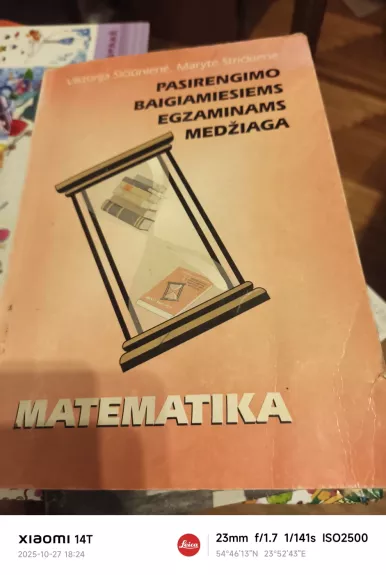 Viktorija Sičiūnienė, Marytė Stričkienė
PASIRENGIMO
BAIGIAMIESIEMS
EGZAMINAMS
MEDŽIAGA
MATEMATIKA
XIAOMI 14T
2025-10-27 18:24
Leica
23mm f/1.7 1/141s ISO2500
54°46'13"N 23°52'43"E